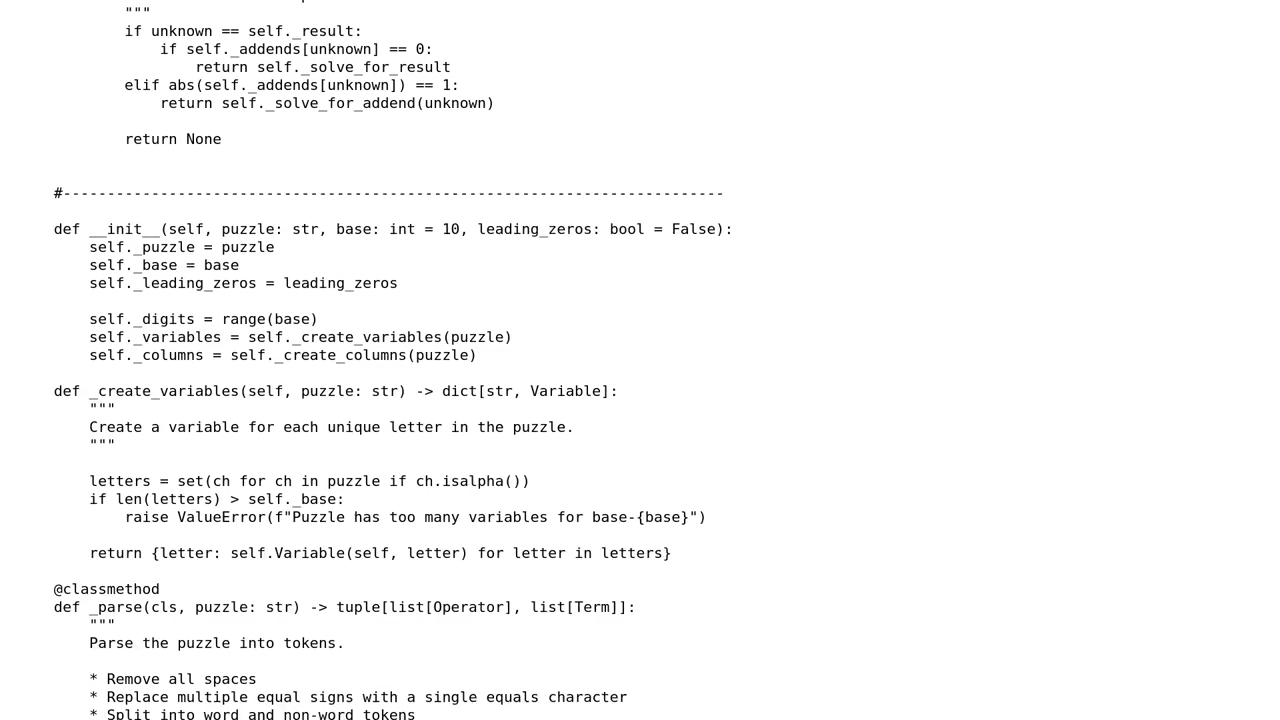 """
if unknown == self._result:
if self._addends[unknown] == 0:
return self._solve_for_result
elif abs(self._addends[unknown]) == 1:
return self._solve_for_addend(unknown)
return None
#---------------------------------------------------------------------------
def __init__(self, puzzle: str, base: int = 10, leading_zeros: bool = False):
self._puzzle = puzzle
self._base = base
self._leading_zeros = leading_zeros
self._digits = range(base)
self._variables = self._create_variables(puzzle)
self._columns = self._create_columns(puzzle)
def _create_variables(self, puzzle: str) -> dict[str, Variable]:
"""
Create a variable for each unique letter in the puzzle.
"""
letters = set(ch for ch in puzzle if ch.isalpha())
if len(letters) > self._base:
raise ValueError(f"Puzzle has too many variables for base-{base}")
return {letter: self.Variable(self, letter) for letter in letters}
@classmethod
def _parse(cls, puzzle: str) -> tuple[list[Operator], list[Term]]:
"""
Parse the puzzle into tokens.
* Remove all spaces
* Replace multiple equal signs with a single equals character
* Split into word and non-word tokens